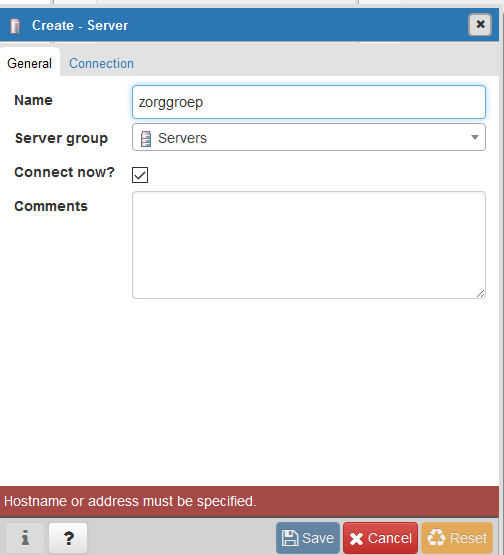 Create - Server
General Connection
Name zorggroep
Server group Servers
Connect now?
Comments
Hostname or address must be specified.
i ? Save Cancel Reset